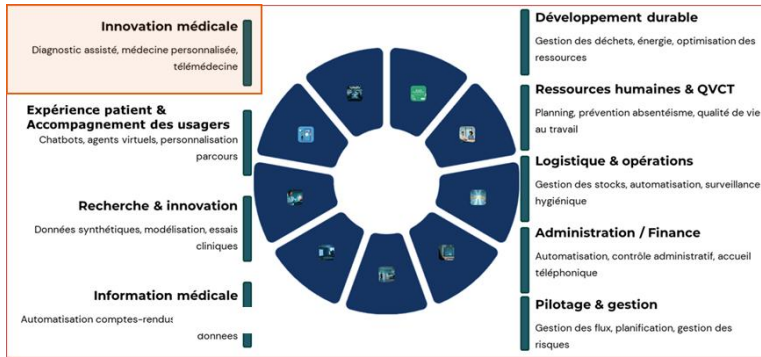 Innovation médicale
Diagnostic assisté, médecine personnalisée,
télémédecine
Expérience patient &
Accompagnement des usagers
Chatbots, agents virtuels, personnalisation
parcours
Recherche & innovation
Données synthétiques, modélisation, essais
cliniques
Information médicale
Automatisation comptes-rendus
données
Développement durable
Gestion des déchets, énergie, optimisation des
ressources
Ressources humaines & QVCT
Planning, prévention absentéisme, qualité de vie
au travail
Logistique & opérations
Gestion des stocks, automatisation, surveillance
hygiénique
Administration / Finance
Automatisation, contrôle administratif, accueil
téléphonique
Pilotage & gestion
Gestion des flux, planification, gestion des
risques